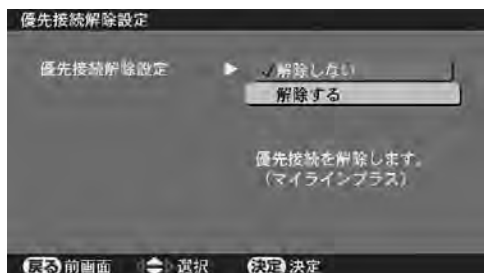 優先接続解除設定
優先接続解除設定 ▶ ✓解除しない
解除する
優先接続を解除します。
（マイラインプラス）
戻る 前画面 選択 決定 決定